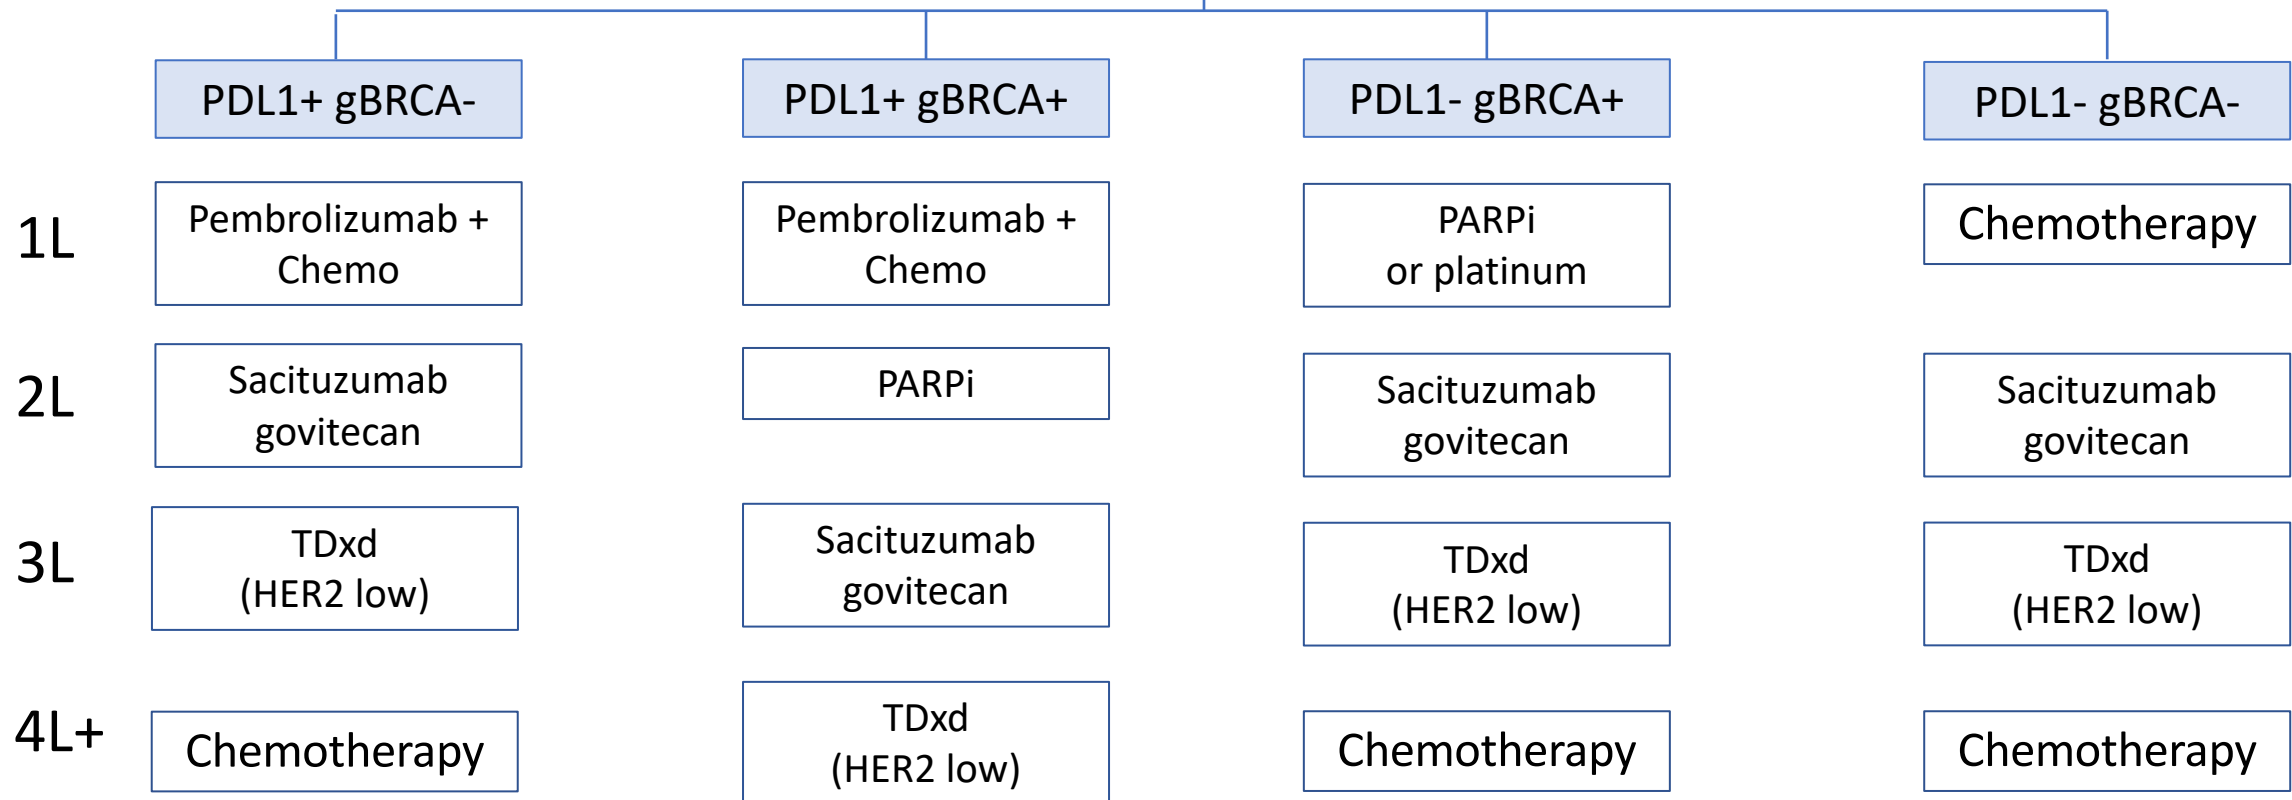 PDL1+ gBRCA-
PDL1+ gBRCA+
PDL1- gBRCA+
PDL1- gBRCA-
1L
Pembrolizumab +
Chemo
Pembrolizumab +
Chemo
PARPi
or platinum
Chemotherapy
2L
Sacituzumab
govitecan
PARPi
Sacituzumab
govitecan
Sacituzumab
govitecan
3L
TDxd
(HER2 low)
Sacituzumab
govitecan
TDxd
(HER2 low)
TDxd
(HER2 low)
4L+
Chemotherapy
TDxd
(HER2 low)
Chemotherapy
Chemotherapy